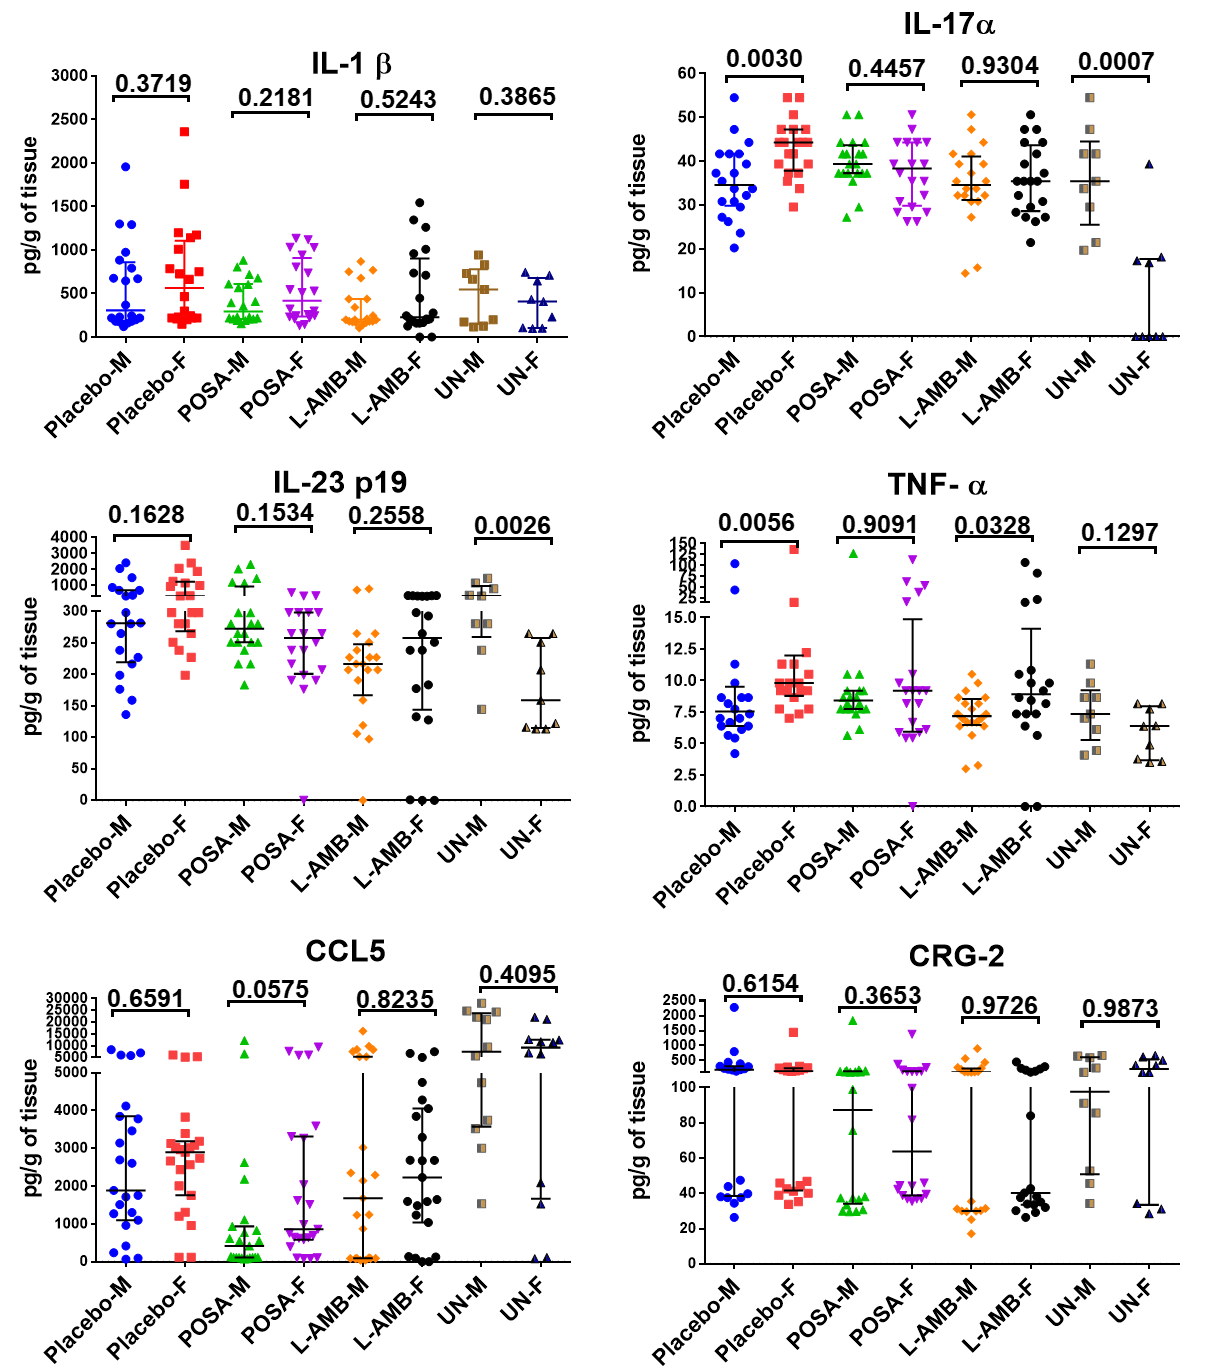 IL-1 β
0.3719
0.2181
0.5243
0.3865
pg/g of tissue
3000
2500
2000
1500
1000
500
0
Placebo-M
Placebo-F
POSA-M
POSA-F
L-AMB-M
L-AMB-F
UN-M
UN-F
IL-17α
0.0030
0.4457
0.9304
0.0007
pg/g of tissue
60
50
40
30
20
10
0
Placebo-M
Placebo-F
POSA-M
POSA-F
L-AMB-M
L-AMB-F
UN-M
UN-F
IL-23 p19
0.1628
0.1534
0.2558
0.0026
pg/g of tissue
4000
3000
2000
1000
300
250
200
150
100
50
0
Placebo-M
Placebo-F
POSA-M
POSA-F
L-AMB-M
L-AMB-F
UN-M
UN-F
TNF- α
0.0056
0.9091
0.0328
0.1297
pg/g of tissue
150
125
100
75
50
25
15.0
12.5
10.0
7.5
5.0
2.5
0.0
Placebo-M
Placebo-F
POSA-M
POSA-F
L-AMB-M
L-AMB-F
UN-M
UN-F
CCL5
0.6591
0.0575
0.8235
0.4095
pg/g of tissue
30000
25000
20000
15000
10000
5000
5000
4000
3000
2000
1000
0
Placebo-M
Placebo-F
POSA-M
POSA-F
L-AMB-M
L-AMB-F
UN-M
UN-F
CRG-2
0.6154
0.3653
0.9726
0.9873
pg/g of tissue
2500
2000
1500
1000
500
100
80
60
40
20
0
Placebo-M
Placebo-F
POSA-M
POSA-F
L-AMB-M
L-AMB-F
UN-M
UN-F